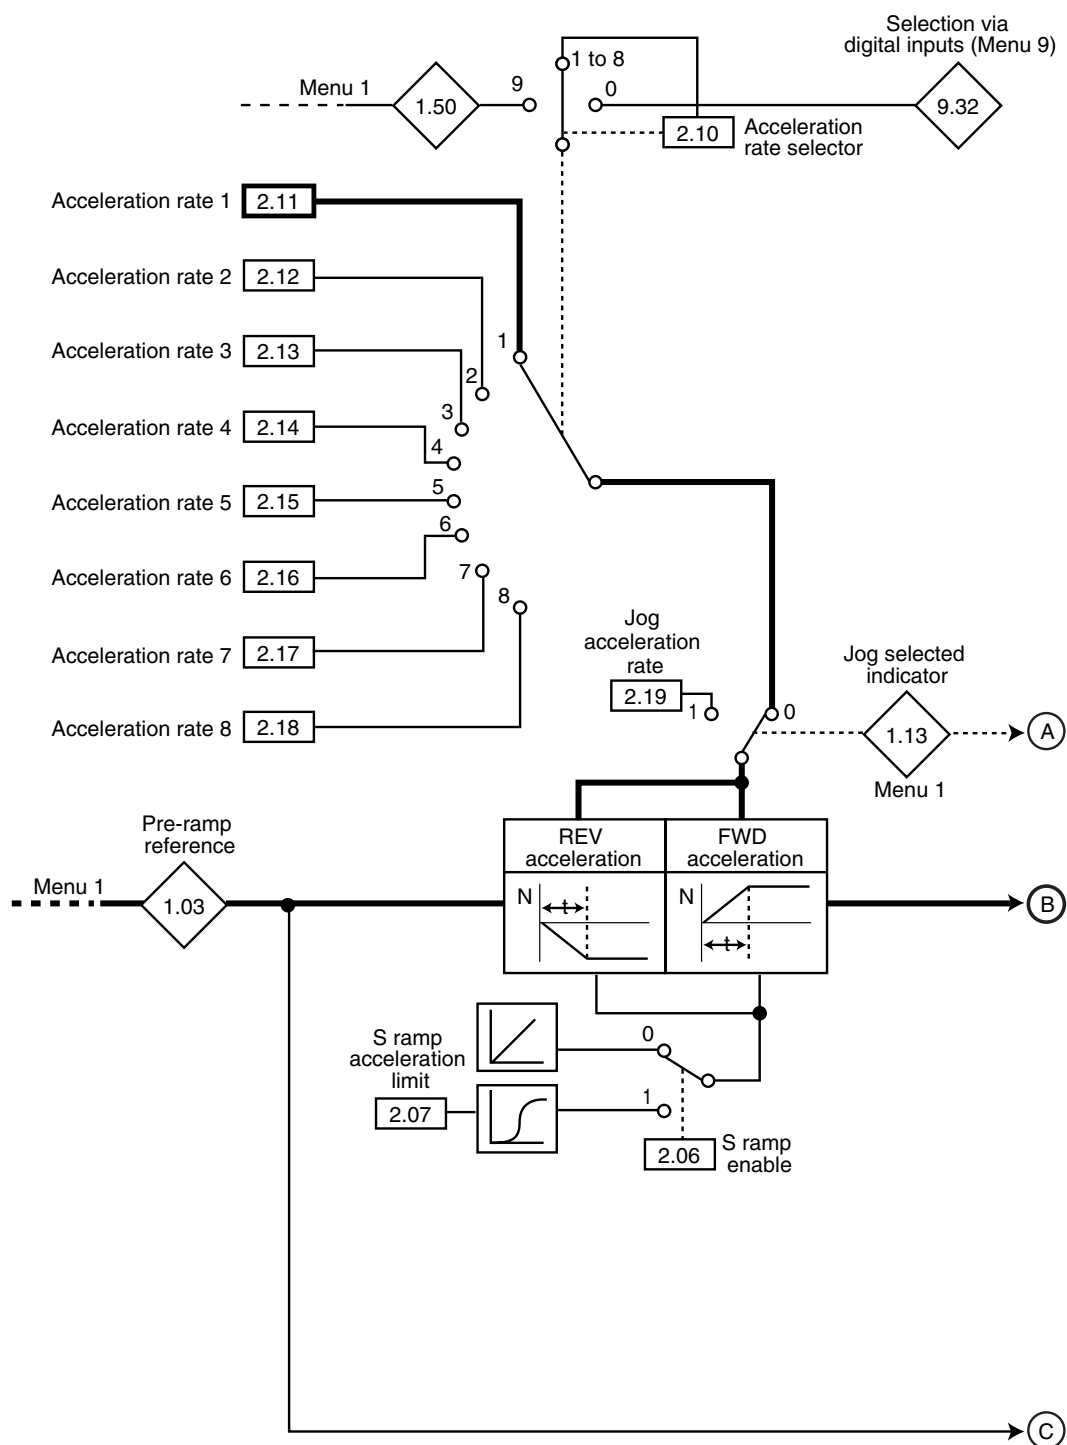 Selection via
digital inputs (Menu 9)
1 to 8
Menu 1
1.50
9
0
9.32
2.10
Acceleration
rate selector
Acceleration rate 1
2.11
Acceleration rate 2
2.12
Acceleration rate 3
2.13
Acceleration rate 4
2.14
Acceleration rate 5
2.15
Acceleration rate 6
2.16
Acceleration rate 7
2.17
Acceleration rate 8
2.18
1
2
3
4
5
6
7
8
Jog
acceleration
rate
2.19
1
0
Jog selected
indicator
1.13
Menu 1
A
Pre-ramp
reference
Menu 1
1.03
REV
acceleration
N
t
FWD
acceleration
N
t
B
S ramp
acceleration
limit
2.07
0
1
2.06
S ramp
enable
C